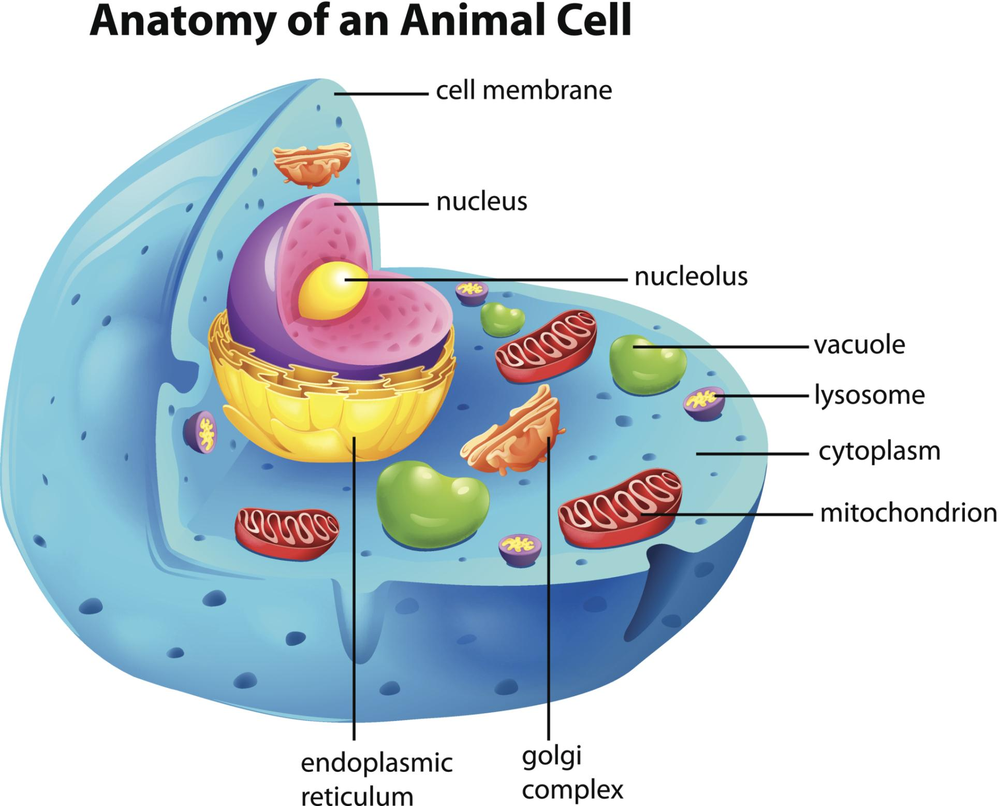 Anatomy of an Animal Cell
cell membrane
nucleus
nucleolus
vacuole
lysosome
cytoplasm
mitochondrion
endoplasmic
reticulum
golgi
complex